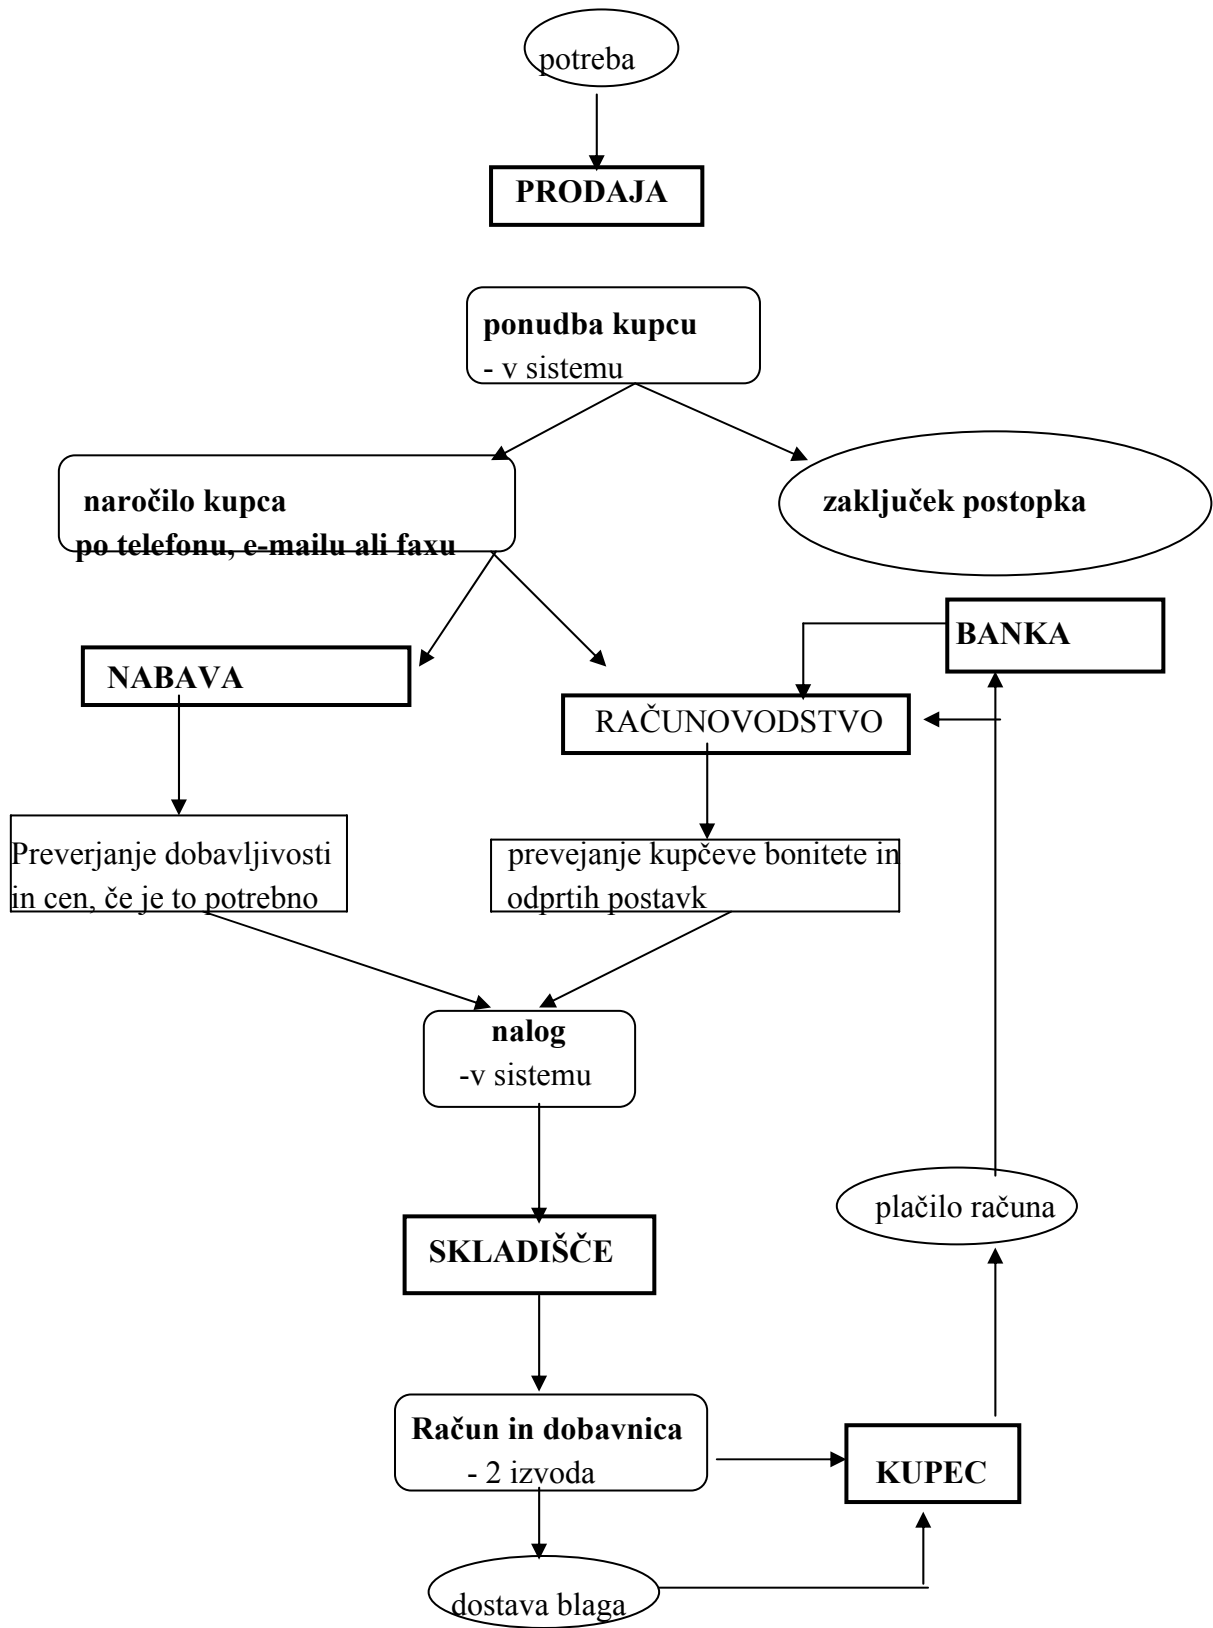 potreba
PRODAJA
ponudba kupcu
- v sistemu
naročilo kupca
po telefonu, e-mailu ali faxu
zaključek postopka
BANKA
NABAVA
RAČUNOVODSTVO
Preverjanje dobavljivosti
in cen, če je to potrebno
prevejanje kupčeve bonitete in
odprtih postavk
nalog
-v sistemu
plačilo računa
SKLADIŠČE
Račun in dobavnica
- 2 izvoda
KUPEC
dostava blaga